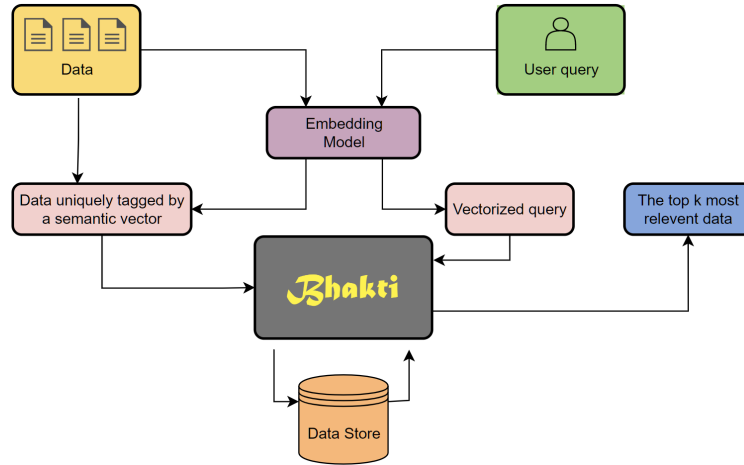 Data
User query
Embedding
Model
Data uniquely tagged by
a semantic vector
Vectorized query
The top k most
relevent data
Bhakti
Data Store